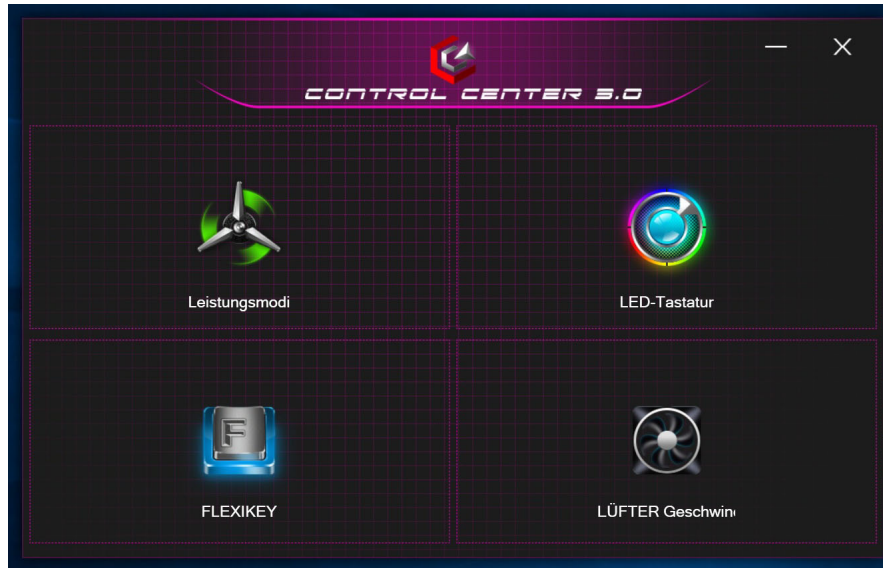 CONTROL CENTER 3.0
Leistungsmodi
LED-Tastatur
F
FLEXIKEY
LÜFTER Geschwin